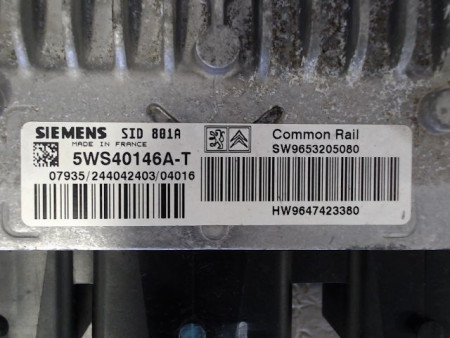 SIEMENS SID 801A
MADE IN FRANCE
5WS40146A-T
07935/244042403/04016
Common Rail
SW9653205080
HW9647423380